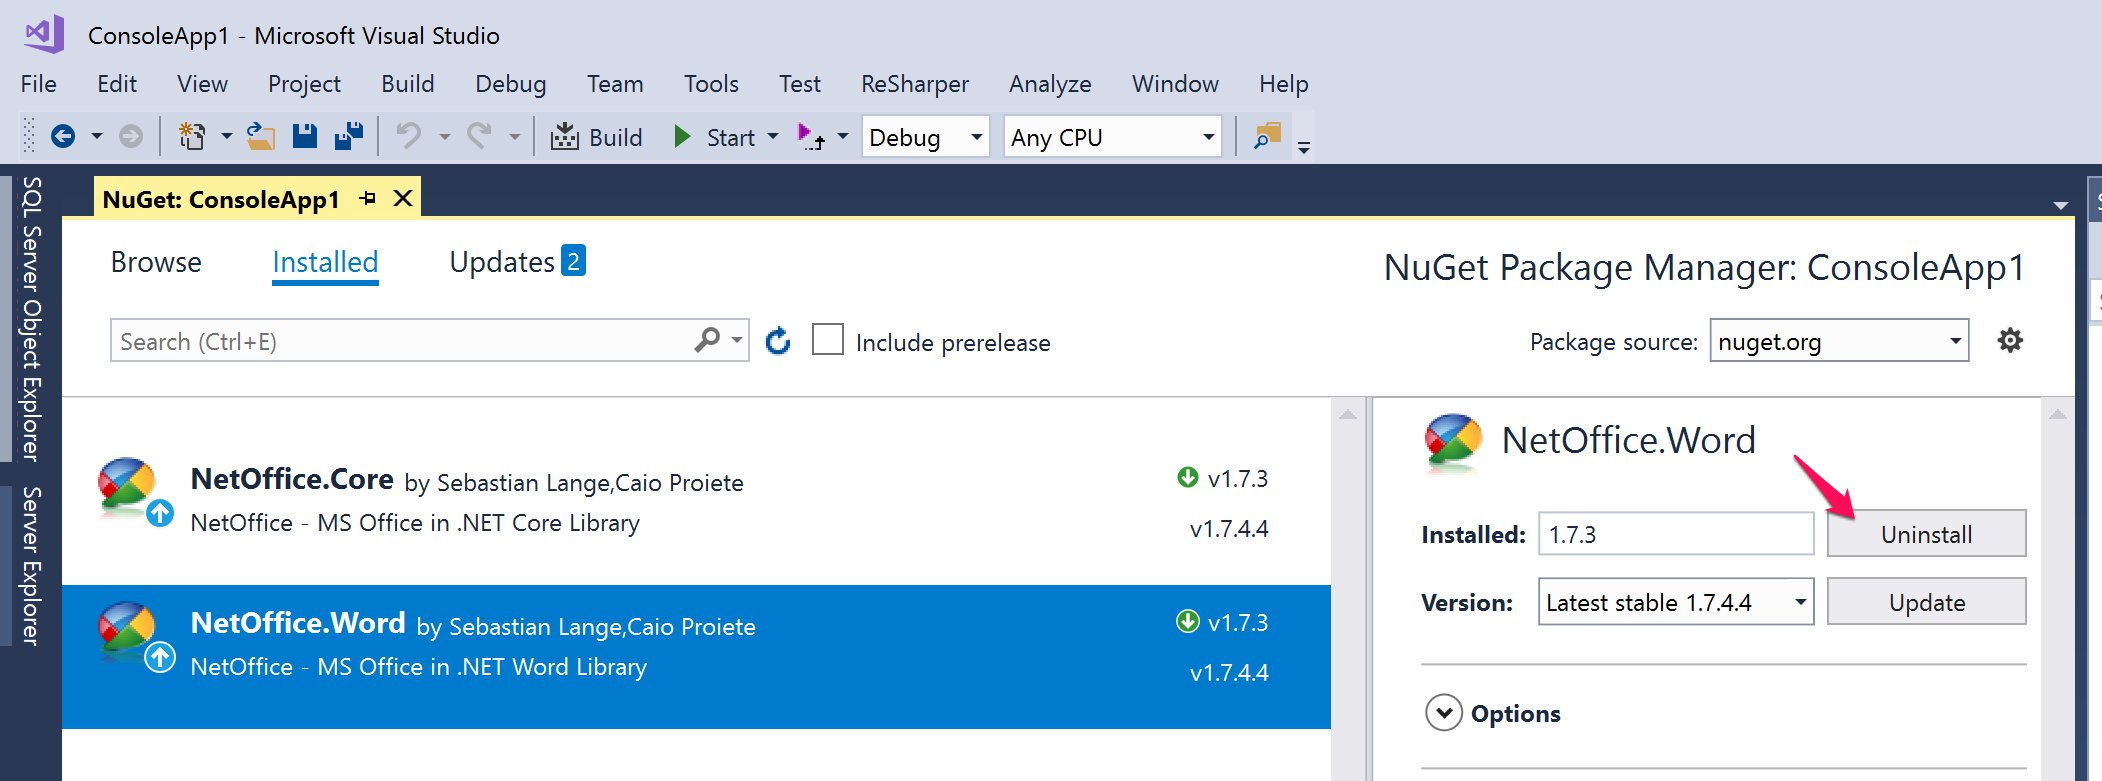 ConsoleApp1 - Microsoft Visual Studio
File Edit View Project Build Debug Team Tools Test ReSharper Analyze Window Help
Build Start Debug Any CPU
SQL Server Object Explorer
Server Explorer
NuGet: ConsoleApp1
Browse Installed Updates 2
NuGet Package Manager: ConsoleApp1
Search (Ctrl+E) Include prerelease
Package source: nuget.org
NetOffice.Core by Sebastian Lange,Caio Proiete v1.7.3
NetOffice - MS Office in .NET Core Library v1.7.4.4
NetOffice.Word by Sebastian Lange,Caio Proiete v1.7.3
NetOffice - MS Office in .NET Word Library v1.7.4.4
NetOffice.Word
Installed: 1.7.3 Uninstall
Version: Latest stable 1.7.4.4 Update
Options